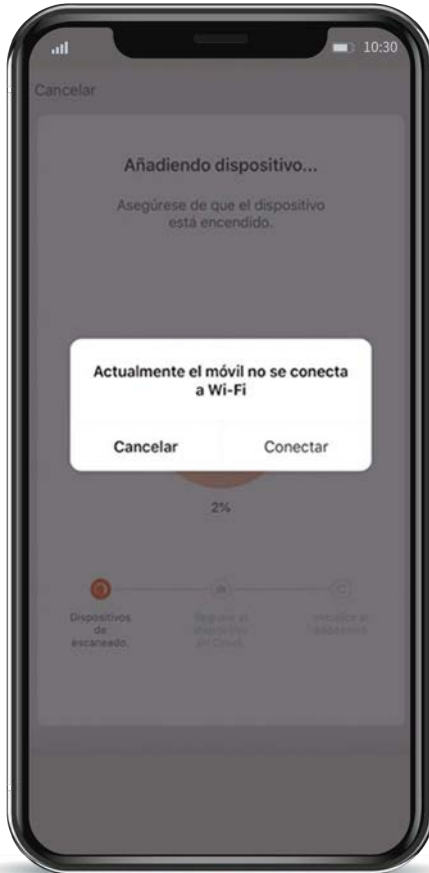 10:30
Cancelar
Añadiendo dispositivo...
Asegúrese de que el dispositivo
está encendido.
Actualmente el móvil no se conecta
a Wi-Fi
Cancelar Conectar
2%
Dispositivos
de
escaneado.